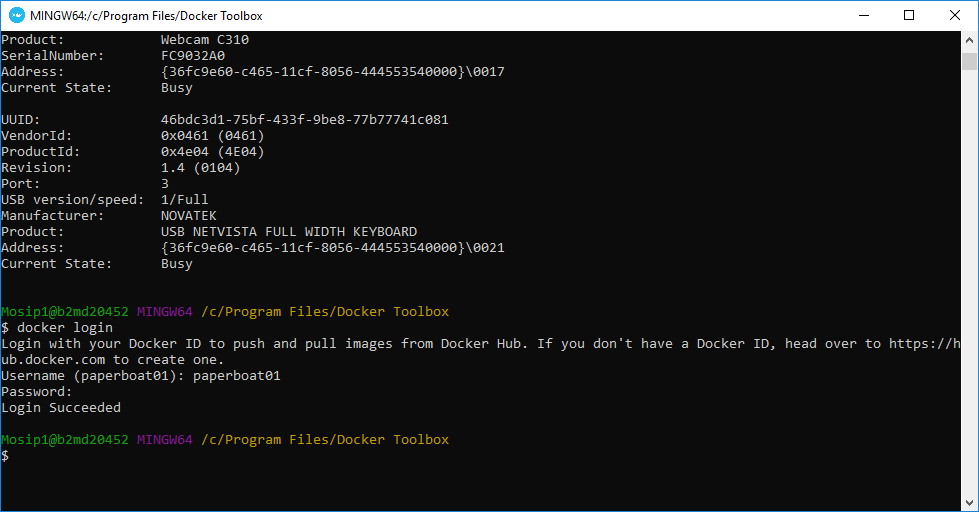 MINGW64:/c/Program Files/Docker Toolbox
Product: Webcam C310
SerialNumber: FC9032A0
Address: {36fc9e60-c465-11cf-8056-444553540000}\0017
Current State: Busy
UUID: 46bdc3d1-75bf-433f-9be8-77b77741c081
VendorId: 0x0461 (0461)
ProductId: 0x4e04 (4E04)
Revision: 1.4 (0104)
Port: 3
USB version/speed: 1/Full
Manufacturer: NOVATEK
Product: USB NETVISTA FULL WIDTH KEYBOARD
Address: {36fc9e60-c465-11cf-8056-444553540000}\0021
Current State: Busy
Mosip1@b2md20452 MINGW64 /c/Program Files/Docker Toolbox
$ docker login
Login with your Docker ID to push and pull images from Docker Hub. If you don't have a Docker ID, head over to https://h
ub.docker.com to create one.
Username (paperboat01): paperboat01
Password:
Login Succeeded
Mosip1@b2md20452 MINGW64 /c/Program Files/Docker Toolbox
$